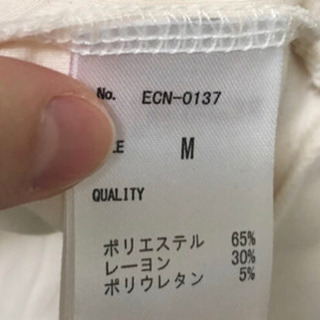 No. ECN-0137
M
QUALITY
ポリエステル 65%
レーヨン 30%
ポリウレタン 5%